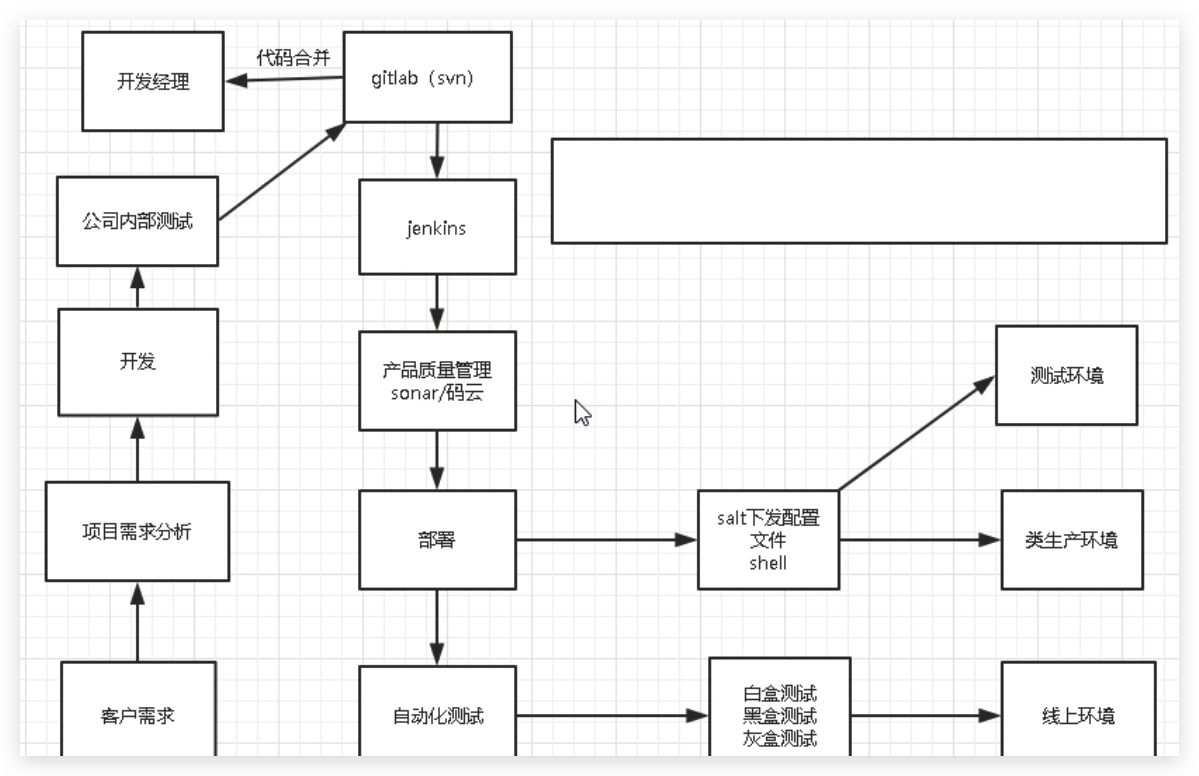 代码合并
开发经理
gitlab（svn）
公司内部测试
jenkins
开发
产品质量管理
sonar/码云
测试环境
项目需求分析
部署
salt下发配置
文件
shell
类生产环境
客户需求
自动化测试
白盒测试
黑盒测试
灰盒测试
线上环境